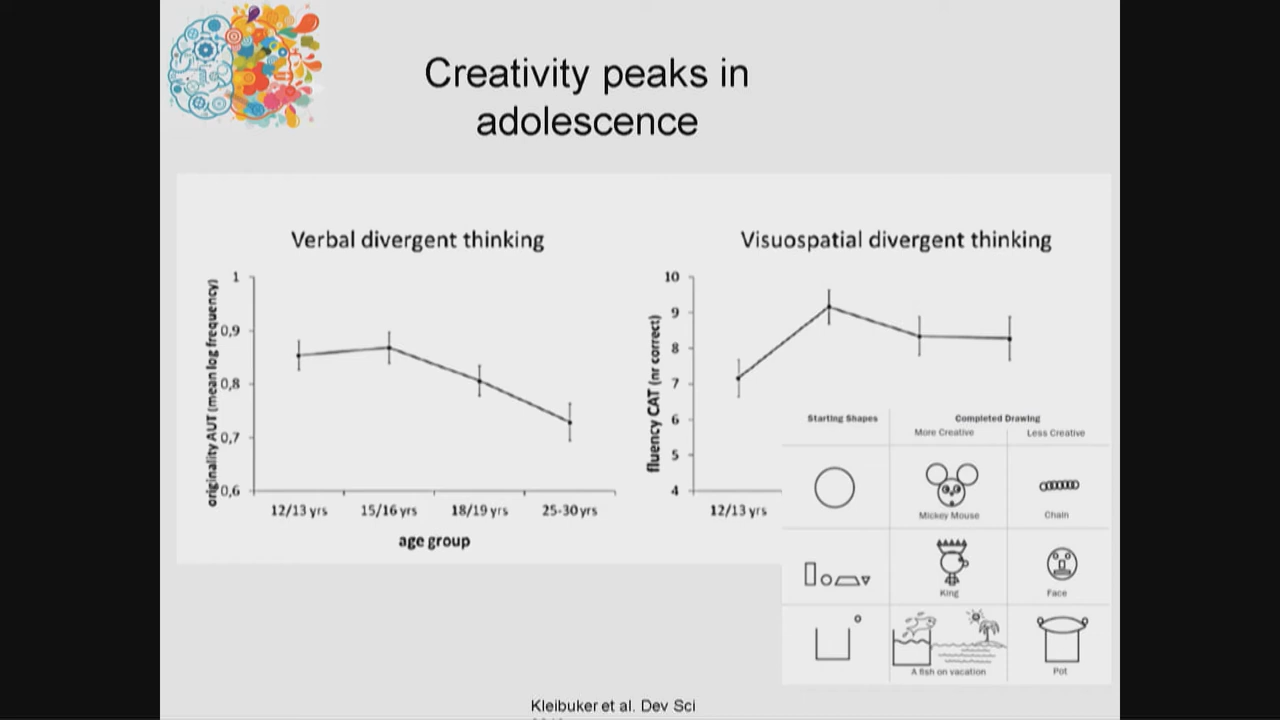 Creativity peaks in
adolescence
Verbal divergent thinking
originality AUT (mean log frequency)
1
0,9
0,8
0,7
0,6
12/13 yrs
15/16 yrs
18/19 yrs
25-30 yrs
age group
Visuospatial divergent thinking
fluency CAT (nr correct)
10
9
8
7
6
5
4
12/13 yrs
Starting Shapes
Completed Drawing
More Creative
Less Creative
Mickey Mouse
Chain
King
Face
A fish on vacation
Pot
Kleibuker et al. Dev Sci